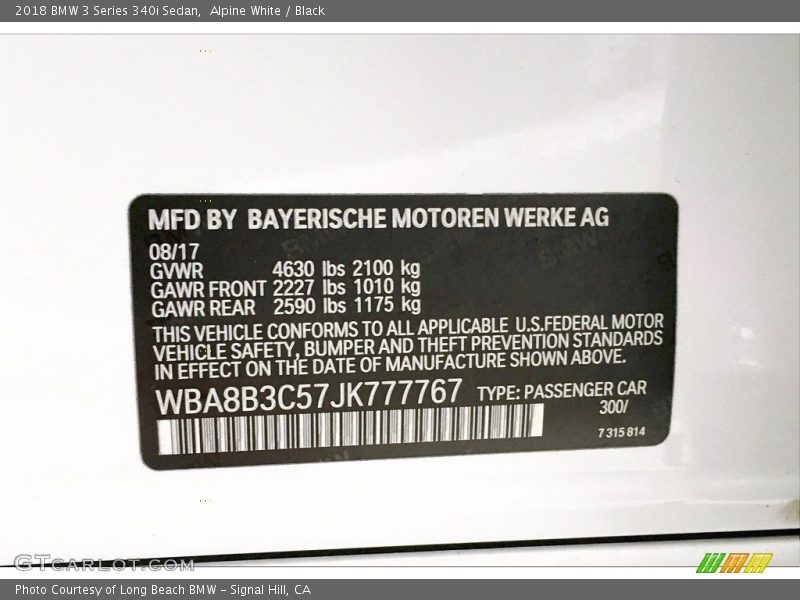 2018 BMW 3 Series 340i Sedan,  Alpine White / Black
MFD BY BAYERISCHE MOTOREN WERKE AG
08/17
GVWR 4630 lbs 2100 kg
GAWR FRONT 2227 lbs 1010 kg
GAWR REAR 2590 lbs 1175 kg
THIS VEHICLE CONFORMS TO ALL APPLICABLE U.S.FEDERAL MOTOR
VEHICLE SAFETY, BUMPER AND THEFT PREVENTION STANDARDS
IN EFFECT ON THE DATE OF MANUFACTURE SHOWN ABOVE.
WBA8B3C57JK777767 TYPE: PASSENGER CAR
300/
7 315 814
GTCARLOT.COM
Photo Courtesy of Long Beach BMW - Signal Hill, CA